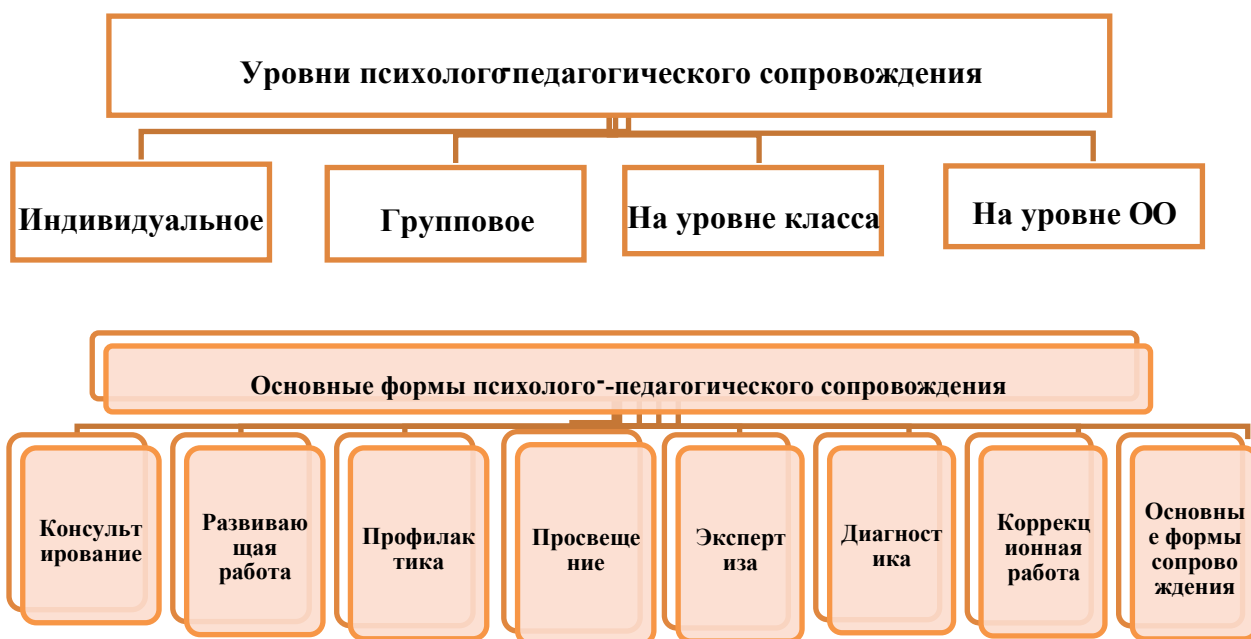 Уровни психолого-педагогического сопровождения
Индивидуальное
Групповое
На уровне класса
На уровне ОО
Основные формы психолого--педагогического сопровождения
Консульт
ирование
Развиваю
щая
работа
Профилак
тика
Просвеще
ние
Эксперт
иза
Диагност
ика
Коррекц
ионная
работа
Основны
е формы
сопрово
ждения